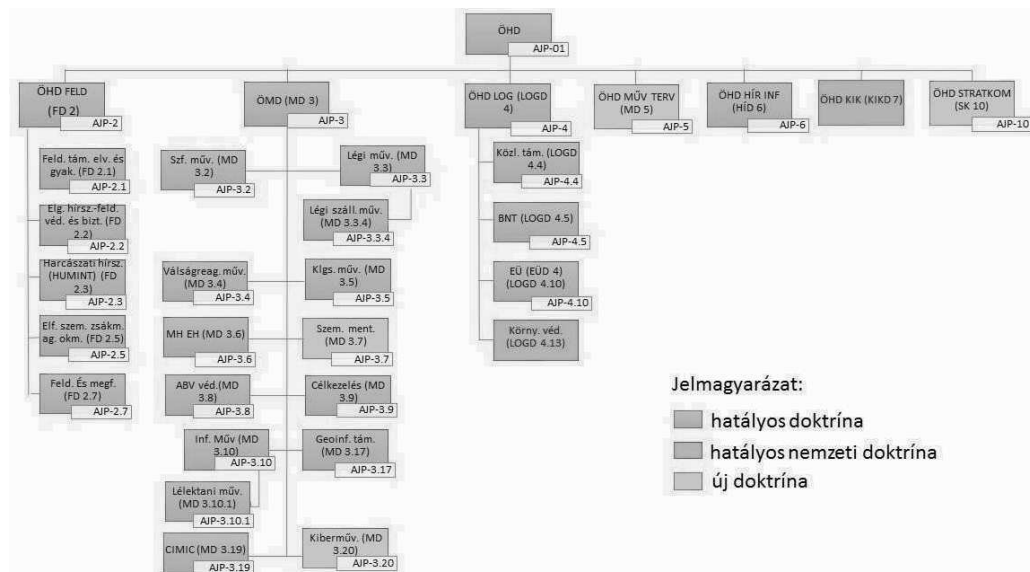 ÖHD
AJP-01
ÖHD FELD
(FD 2)
AJP-2
ÖMD (MD 3)
AJP-3
ÖHD LOG (LOGD
4)
AJP-4
ÖHD MŰV TERV
(MD 5)
AJP-5
ÖHD HÍR INF
(HÍD 6)
AJP-6
ÖHD KIK (KIKD 7)
ÖHD STRATKOM
(SK 10)
AJP-10
Feld. tám. elv. és
gyak. (FD 2.1)
AJP-2.1
Elg. hírsz.-feld.
véd. és bizt. (FD
2.2)
AJP-2.2
Harcászati hírsz.
(HUMINT) (FD
2.3)
AJP-2.3
Elf. szem. zsákm.
ag. okm. (FD 2.5)
AJP-2.5
Feld. És megf.
(FD 2.7)
AJP-2.7
Szf. műv. (MD
3.2)
AJP-3.2
Légi műv. (MD
3.3)
AJP-3.3
Légi száll. műv.
(MD 3.3.4)
AJP-3.3.4
Válságreag. műv.
(MD 3.4)
AJP-3.4
Klgs. műv. (MD
3.5)
AJP-3.5
MH EH (MD 3.6)
AJP-3.6
Szem. ment.
(MD 3.7)
AJP-3.7
ABV véd.(MD
3.8)
AJP-3.8
Célkezelés (MD
3.9)
AJP-3.9
Inf. Műv (MD
3.10)
AJP-3.10
Geoinf. tám.
(MD 3.17)
AJP-3.17
Lélektani műv.
(MD 3.10.1)
AJP-3.10.1
CIMIC (MD 3.19)
AJP-3.19
Kiberműv. (MD
3.20)
AJP-3.20
Közl. tám. (LOGD
4.4)
AJP-4.4
BNT (LOGD 4.5)
AJP-4.5
EÜ (EÜD 4)
(LOGD 4.10)
AJP-4.10
Körny. véd.
(LOGD 4.13)
Jelmagyarázat:
hatályos doktrína
hatályos nemzeti doktrína
új doktrína